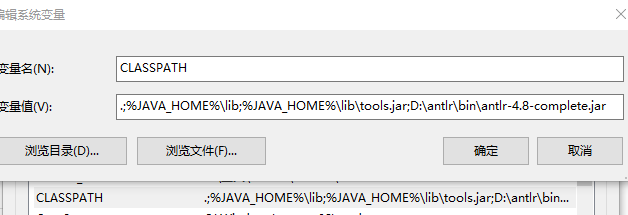 编辑系统变量
变量名(N):
CLASSPATH
变量值(V):
.;%JAVA_HOME%\lib;%JAVA_HOME%\lib\tools.jar;D:\antlr\bin\antlr-4.8-complete.jar
浏览目录(D)...
浏览文件(F)...
确定
取消
CLASSPATH
.;%JAVA_HOME%\lib;%JAVA_HOME%\lib\tools.jar;D:\antlr\bin...